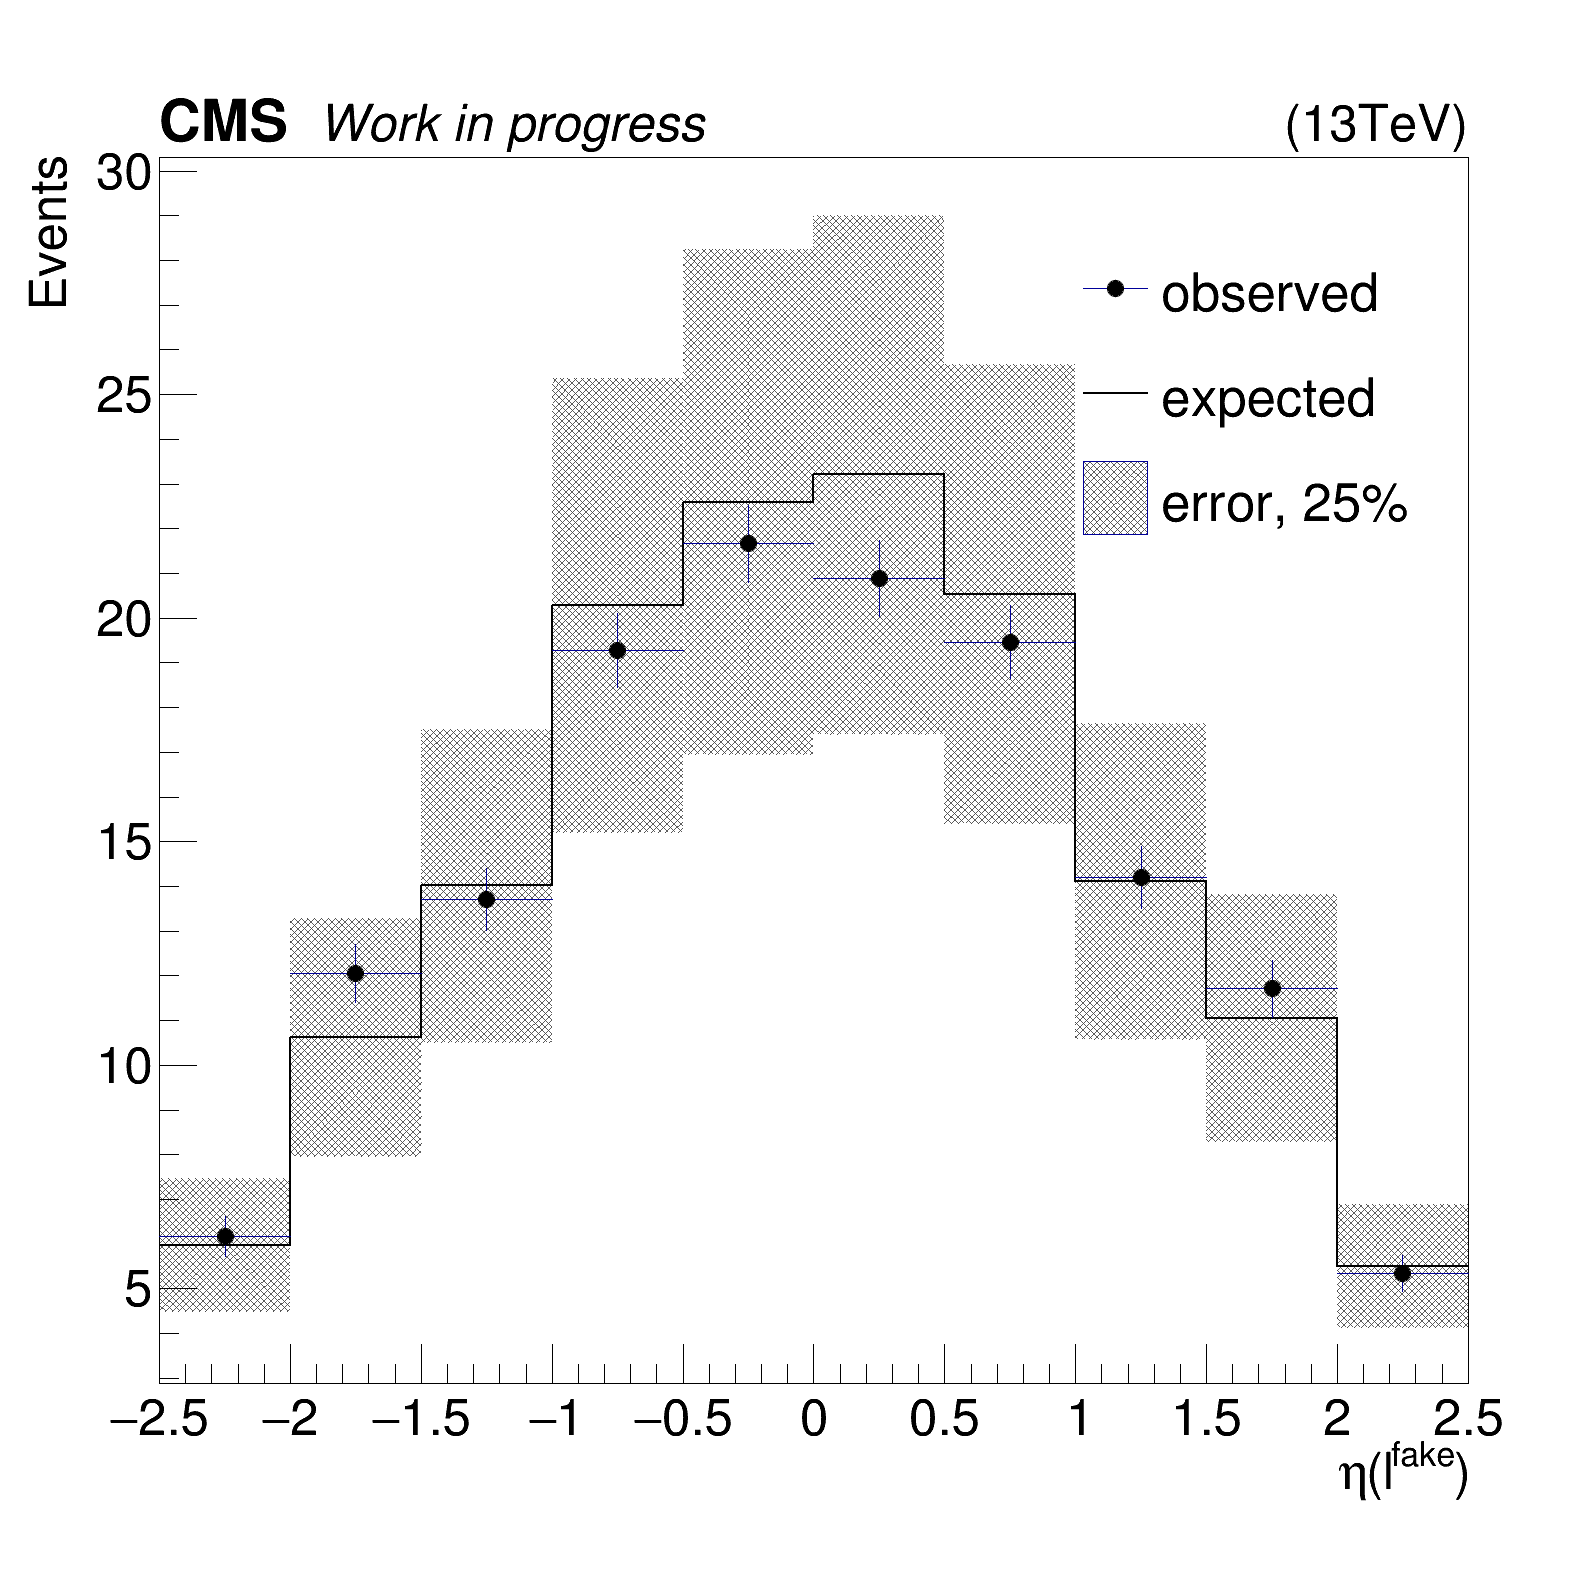 CMS Work in progress (13TeV)
Events
30
25
20
15
10
5
observed
expected
error, 25%
−2.5 −2 −1.5 −1 −0.5 0 0.5 1 1.5 2 2.5
η(l^fake)